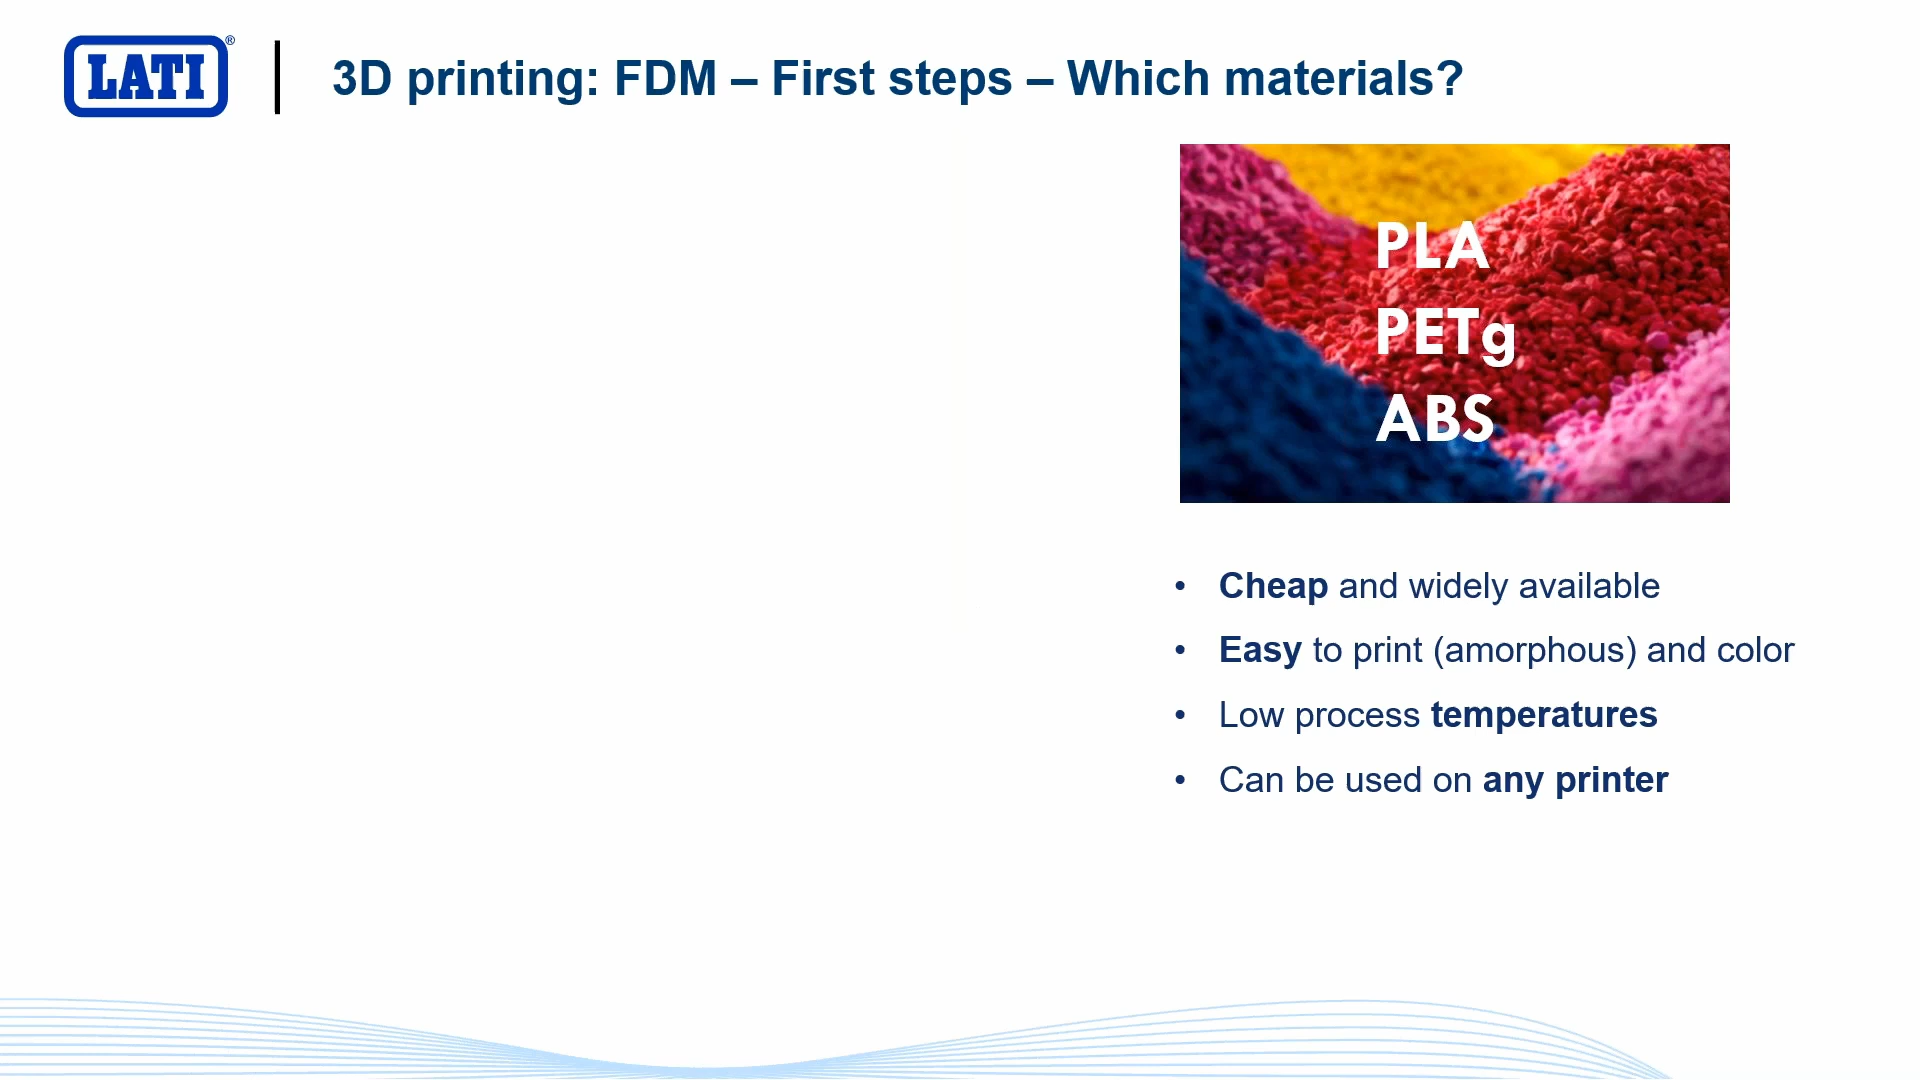 LATI®
3D printing: FDM – First steps – Which materials?
PLA
PETg
ABS
• Cheap and widely available
• Easy to print (amorphous) and color
• Low process temperatures
• Can be used on any printer